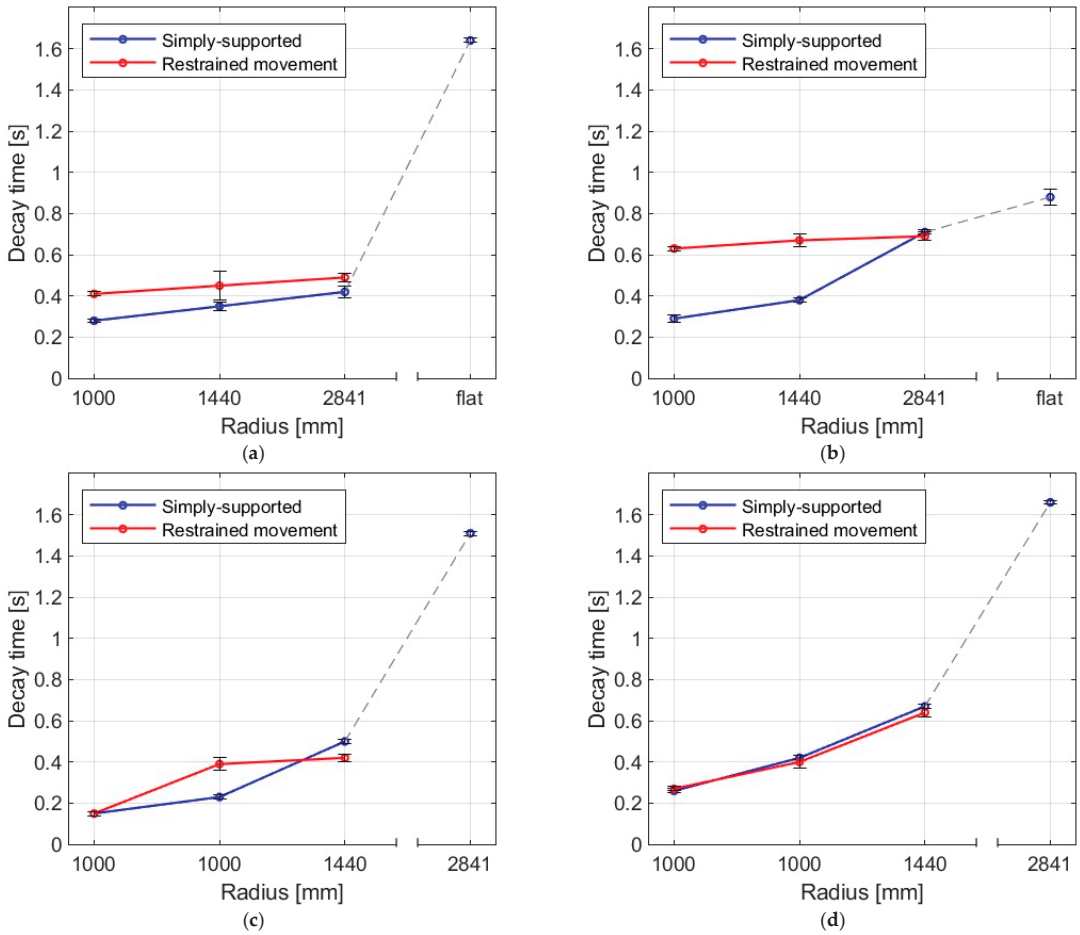 1.6
1.4
1.2
1
0.8
0.6
0.4
0.2
0
Decay time [s]
Simply-supported
Restrained movement
1000 1440 2841 flat
Radius [mm]
(a)
1.6
1.4
1.2
1
0.8
0.6
0.4
0.2
0
Decay time [s]
Simply-supported
Restrained movement
1000 1440 2841 flat
Radius [mm]
(b)
1.6
1.4
1.2
1
0.8
0.6
0.4
0.2
0
Decay time [s]
Simply-supported
Restrained movement
1000 1000 1440 2841
Radius [mm]
(c)
1.6
1.4
1.2
1
0.8
0.6
0.4
0.2
0
Decay time [s]
Simply-supported
Restrained movement
1000 1000 1440 2841
Radius [mm]
(d)